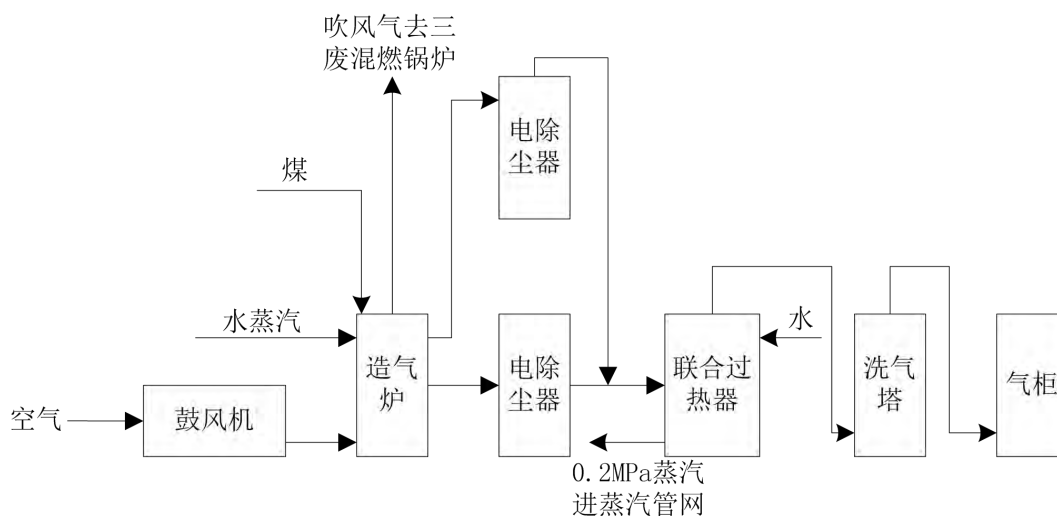 吹风气去三
废混燃锅炉
电除
尘器
煤
水蒸汽
造气
炉
电除
尘器
联合过
热器
水
洗气
塔
气柜
空气
鼓风机
0.2MPa蒸汽
进蒸汽管网